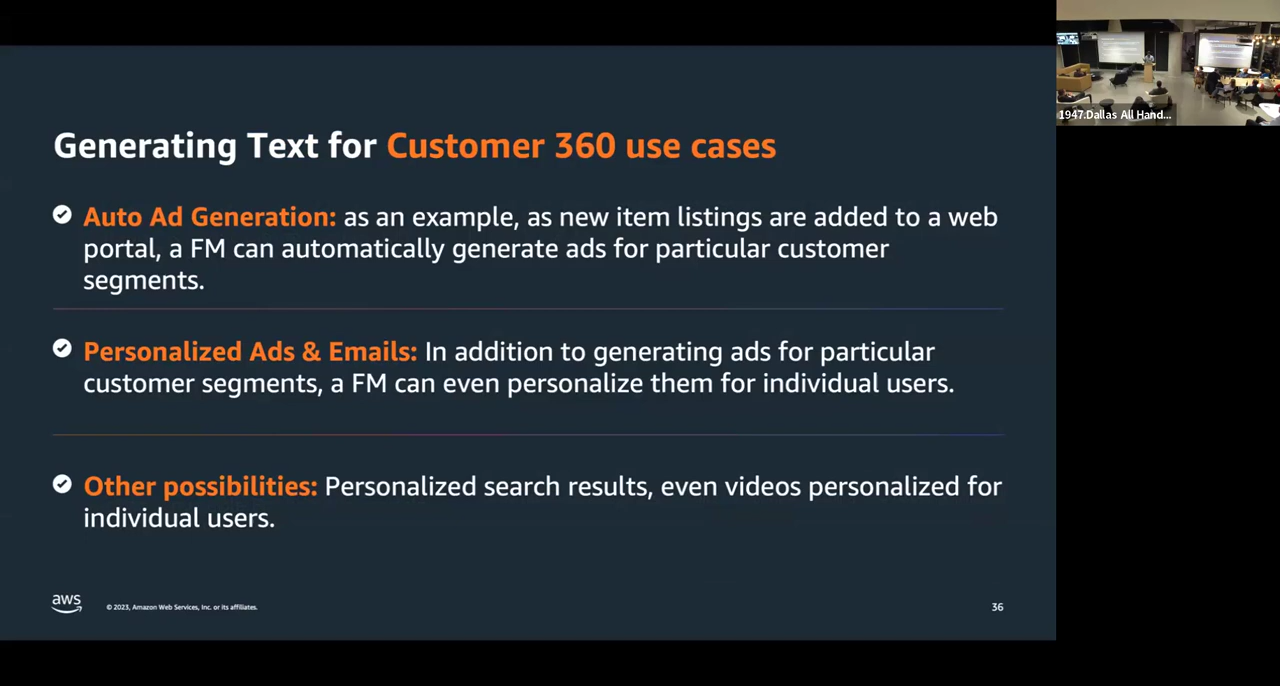 Generating Text for Customer 360 use cases
Auto Ad Generation: as an example, as new item listings are added to a web
portal, a FM can automatically generate ads for particular customer
segments.
Personalized Ads & Emails: In addition to generating ads for particular
customer segments, a FM can even personalize them for individual users.
Other possibilities: Personalized search results, even videos personalized for
individual users.
aws
© 2023, Amazon Web Services, Inc. or its affiliates.
36
1947.Dallas All Hand...